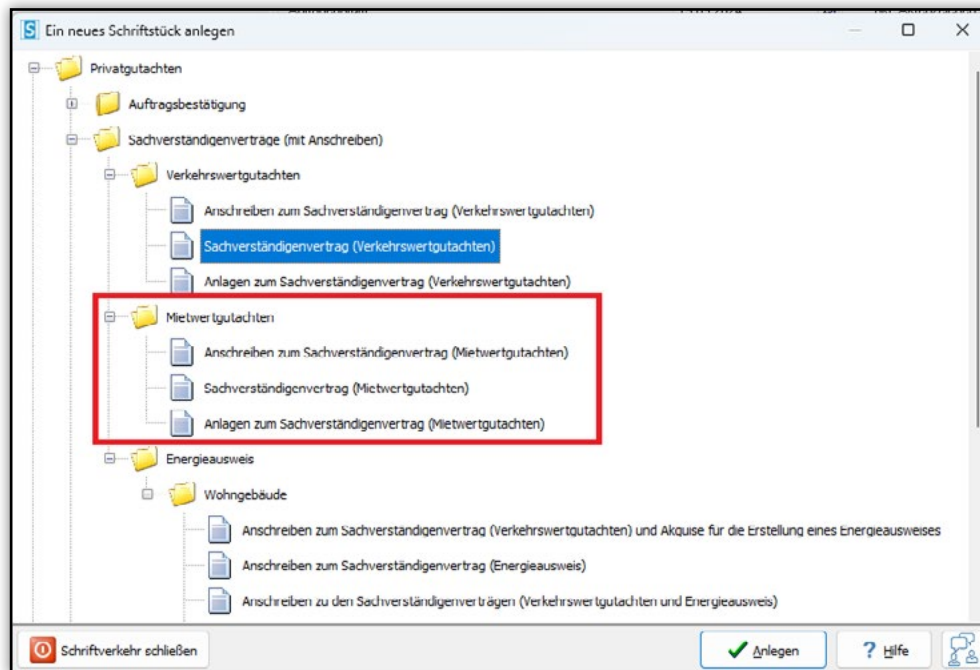 Ein neues Schriftstück anlegen
Privatgutachten
Auftragsbestätigung
Sachverständigenverträge (mit Anschreiben)
Verkehrswertgutachten
Anschreiben zum Sachverständigenvertrag (Verkehrswertgutachten)
Sachverständigenvertrag (Verkehrswertgutachten)
Anlagen zum Sachverständigenvertrag (Verkehrswertgutachten)
Mietwertgutachten
Anschreiben zum Sachverständigenvertrag (Mietwertgutachten)
Sachverständigenvertrag (Mietwertgutachten)
Anlagen zum Sachverständigenvertrag (Mietwertgutachten)
Energieausweis
Wohngebäude
Anschreiben zum Sachverständigenvertrag (Verkehrswertgutachten) und Akquise für die Erstellung eines Energieausweises
Anschreiben zum Sachverständigenvertrag (Energieausweis)
Anschreiben zu den Sachverständigenverträgen (Verkehrswertgutachten und Energieausweis)
Schriftverkehr schließen
Anlegen
? Hilfe